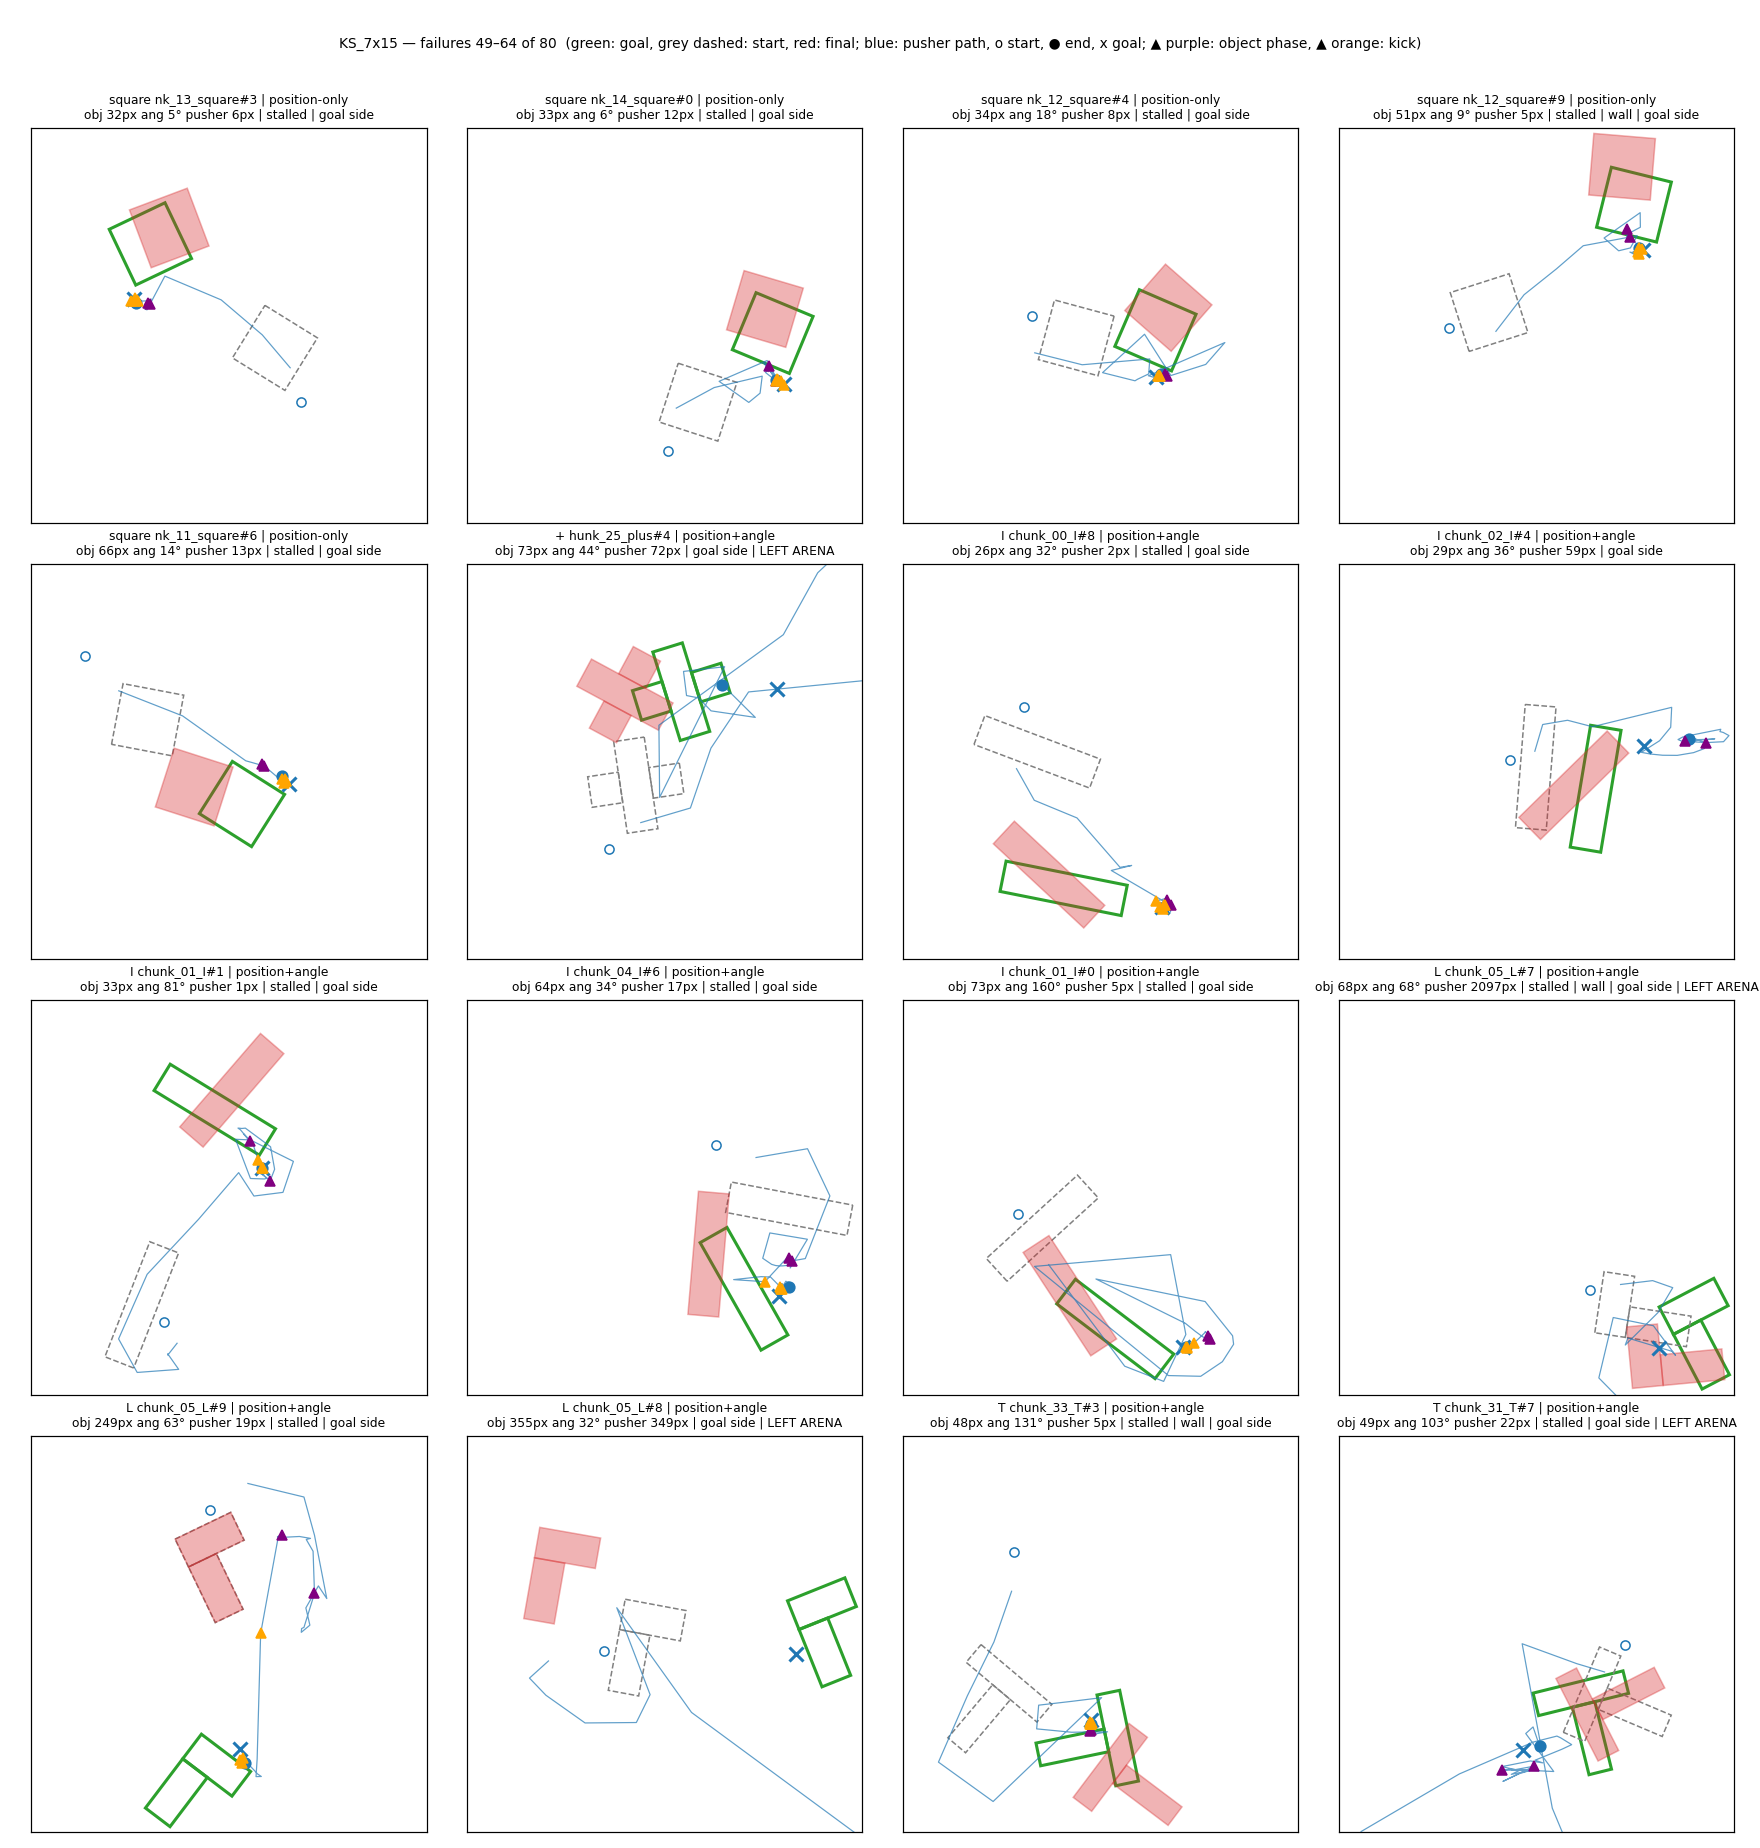 KS_7x15 — failures 49–64 of 80  (green: goal, grey dashed: start, red: final; blue: pusher path, o start, ● end, x goal; ▲ purple: object phase, ▲ orange: kick)
square nk_13_square#3 | position-only
obj 32px ang 5° pusher 6px | stalled | goal side
square nk_14_square#0 | position-only
obj 33px ang 6° pusher 12px | stalled | goal side
square nk_12_square#4 | position-only
obj 34px ang 18° pusher 8px | stalled | goal side
square nk_12_square#9 | position-only
obj 51px ang 9° pusher 5px | stalled | wall | goal side
square nk_11_square#6 | position-only
obj 66px ang 14° pusher 13px | stalled | goal side
+ hunk_25_plus#4 | position+angle
obj 73px ang 44° pusher 72px | goal side | LEFT ARENA
I chunk_00_I#8 | position+angle
obj 26px ang 32° pusher 2px | stalled | goal side
I chunk_02_I#4 | position+angle
obj 29px ang 36° pusher 59px | goal side
I chunk_01_I#1 | position+angle
obj 33px ang 81° pusher 1px | stalled | goal side
I chunk_04_I#6 | position+angle
obj 64px ang 34° pusher 17px | stalled | goal side
I chunk_01_I#0 | position+angle
obj 73px ang 160° pusher 5px | stalled | goal side
L chunk_05_L#7 | position+angle
obj 68px ang 68° pusher 2097px | stalled | wall | goal side | LEFT ARENA
L chunk_05_L#9 | position+angle
obj 249px ang 63° pusher 19px | stalled | goal side
L chunk_05_L#8 | position+angle
obj 355px ang 32° pusher 349px | goal side | LEFT ARENA
T chunk_33_T#3 | position+angle
obj 48px ang 131° pusher 5px | stalled | wall | goal side
T chunk_31_T#7 | position+angle
obj 49px ang 103° pusher 22px | stalled | goal side | LEFT ARENA